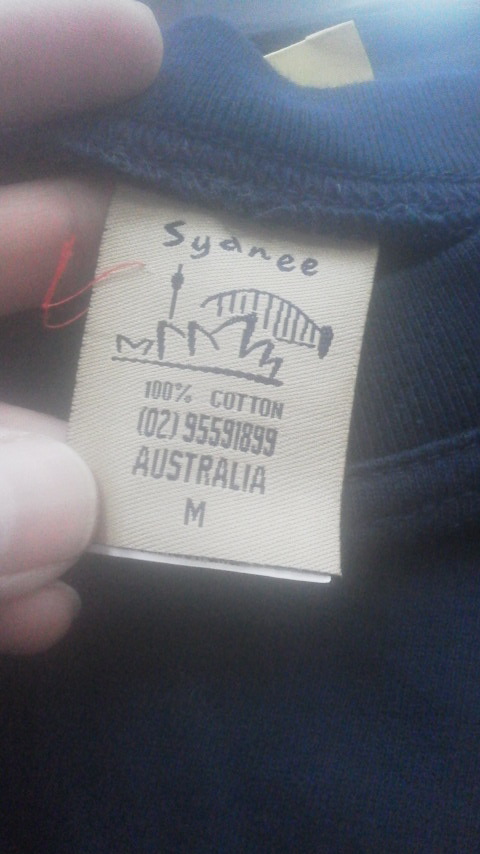 Sydnee
100% COTTON
(02) 95591899
AUSTRALIA
M